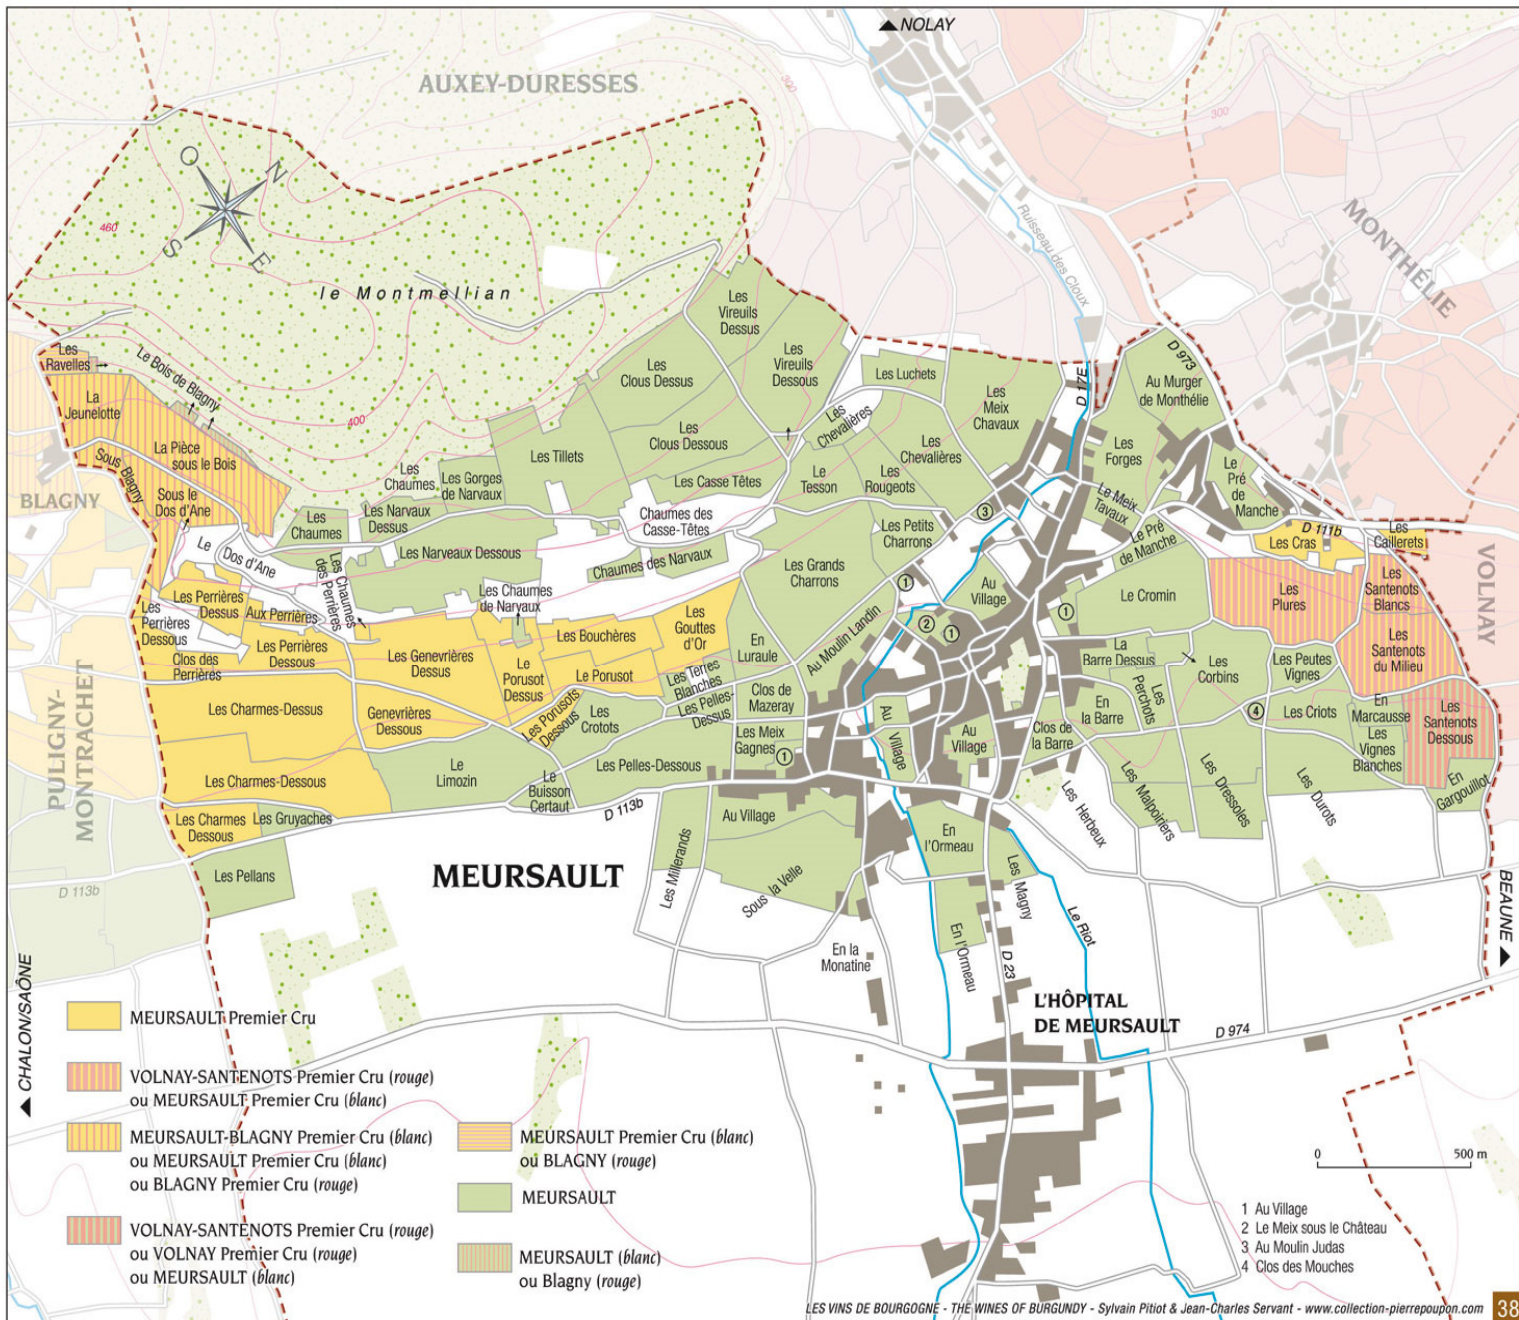 NOLAY
AUXEY-DURESSES
300
300
O
N
S
E
460
le Montmellian
400
Ruisseau des Cloux
MONTHÉLIE
D 973
D 17E
Les
Vireuils
Dessus
Les
Vireuils
Dessous
Les
Clous Dessus
Les
Clous Dessous
Les Luchets
Les
Meix
Chavaux
Au Murger
de Monthélie
Les
Ravelles
Le Bois de Blagny
La
Jeunelotte
La Pièce
sous le Bois
Sous Blagny
Sous le
Dos d'Ane
BLAGNY
Les
Chevalières
Les
Chevalières
Les
Forges
Les Tillets
Les
Chaumes
Les Gorges
de Narvaux
Les Casse Têtes
Le
Tesson
Les
Rougeots
Le
Pré
de
Manche
Le Meix
Tavaux
Les
Chaumes
Les Narvaux
Dessus
Chaumes des
Casse-Têtes
Les Petits
Charrons
3
Le Pré
de Manche
D 111b
Les Cras
Les
Caillerets
Le
Dos d'Ane
Les Narveaux Dessous
Chaumes des Narvaux
Les Grands
Charrons
VOLNAY
Les Chaumes
des Perrières
Les Chaumes
de Narvaux
1
Au
Village
1
Le Cromin
Les
Plures
Les
Santenots
Blancs
Les
Perrières
Dessous
Les Perrières
Dessus
Aux Perrières
Les
Gouttes
d'Or
Les Bouchères
En
Luraule
Au Moulin Landin
2
1
Les
Santenots
du Milieu
Clos des
Perrières
Les Perrières
Dessous
Les Genevrières
Dessus
Le
Porusot
Dessus
Le Porusot
Les Terres
Blanches
La
Barre Dessus
Les
Perchots
Les
Corbins
Les Peutes
Vignes
Les Charmes-Dessus
Genevrières
Dessous
Les Porusots
Dessous
Les
Crotots
Les Pelles-
Dessus
Clos de
Mazeray
Au
Village
Au
Village
Clos de
la Barre
En
la Barre
4
Les Criots
En
Marcausse
Les
Santenots
Dessous
Les Meix
Gagnes
1
Les
Vignes
Blanches
En
Gargouillot
PULIGNY-
MONTRACHET
Les Charmes-Dessous
Le
Limozin
Le
Buisson
Certaut
Les Pelles-Dessous
D 113b
Les Charmes
Dessous
Les Gruyaches
Au Village
En
l'Ormeau
Les Herbeux
Les Malpoiriers
Les Dressoles
Les Durots
Les Pellans
D 113b
MEURSAULT
Les Millerands
Sous la Velle
Les Magny
En la
Monatine
En l'Ormeau
D 23
Le Riot
BEAUNE
CHALON/SAÔNE
L'HÔPITAL
DE MEURSAULT
D 974
MEURSAULT Premier Cru
VOLNAY-SANTENOTS Premier Cru (rouge)
ou MEURSAULT Premier Cru (blanc)
MEURSAULT-BLAGNY Premier Cru (blanc)
ou MEURSAULT Premier Cru (blanc)
ou BLAGNY Premier Cru (rouge)
VOLNAY-SANTENOTS Premier Cru (rouge)
ou VOLNAY Premier Cru (rouge)
ou MEURSAULT (blanc)
MEURSAULT Premier Cru (blanc)
ou BLAGNY (rouge)
MEURSAULT
MEURSAULT (blanc)
ou Blagny (rouge)
0
500 m
1 Au Village
2 Le Meix sous le Château
3 Au Moulin Judas
4 Clos des Mouches
LES VINS DE BOURGOGNE - THE WINES OF BURGUNDY - Sylvain Pitiot & Jean-Charles Servant - www.collection-pierrepoupon.com
38